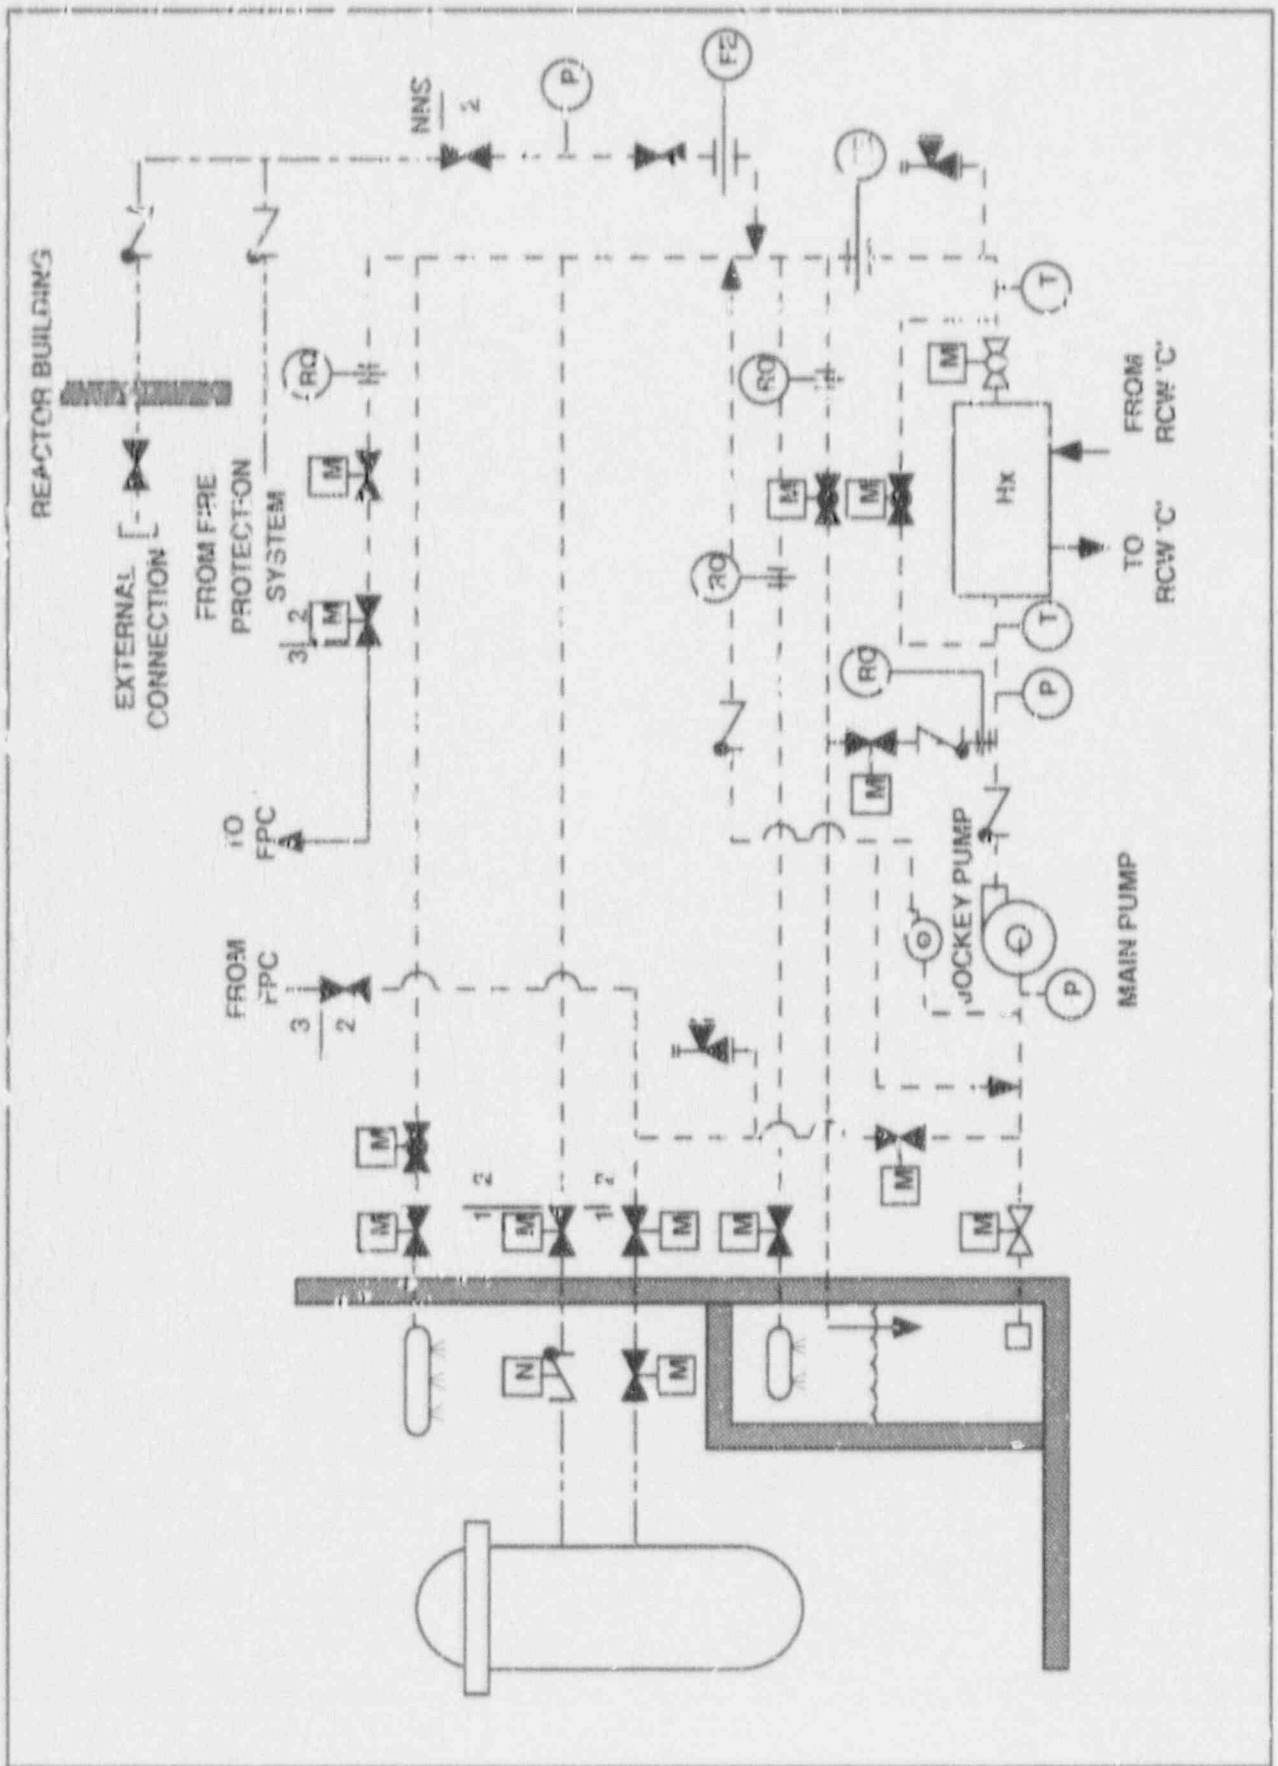 REACTOR BUILDING
EXTERNAL
CONNECTION
FROM FIRE
PROTECTION
SYSTEM
TO
FPC
FROM
FPC
3
2
3 2
M
M
RO
NNS
2
P
M
M
1 2
M
N
1 2
M
M
M
RO
M
RO
M
M
RO
M
M
M
Hx
T
T
P
P
M
JOCKEY PUMP
MAIN PUMP
TO
RCW 'C'
FROM
RCW 'C'